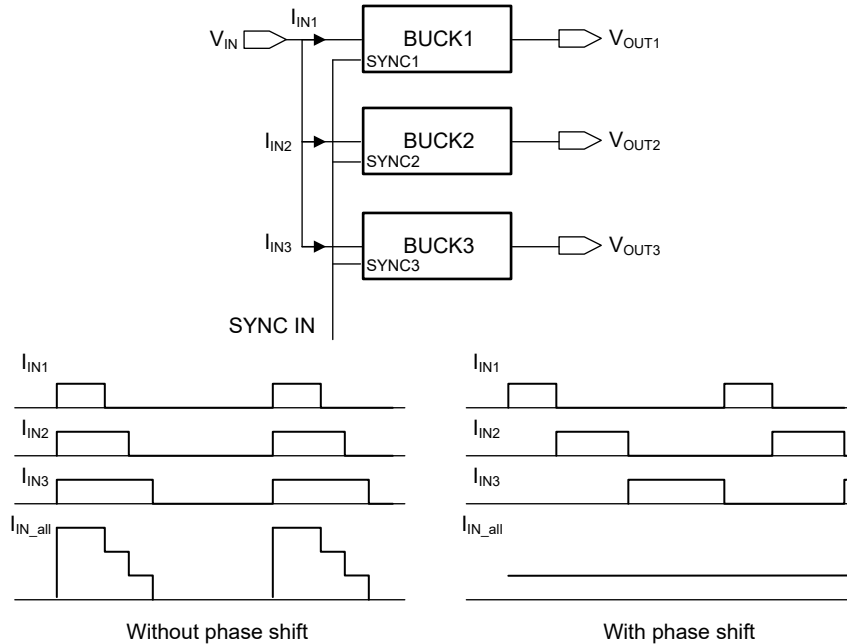 I_IN1
V_IN
BUCK1
V_OUT1
SYNC1
I_IN2
BUCK2
V_OUT2
SYNC2
I_IN3
BUCK3
V_OUT3
SYNC3
SYNC IN
I_IN1
I_IN2
I_IN3
I_IN_all
Without phase shift
I_IN1
I_IN2
I_IN3
I_IN_all
With phase shift